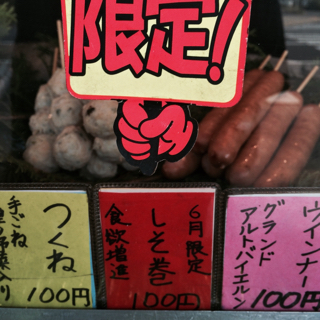 限定!
つくね
手ごね
100円
6月限定
しそ巻
食欲増進
100円
ウインナー
グランド
アルトバイエルン
100円